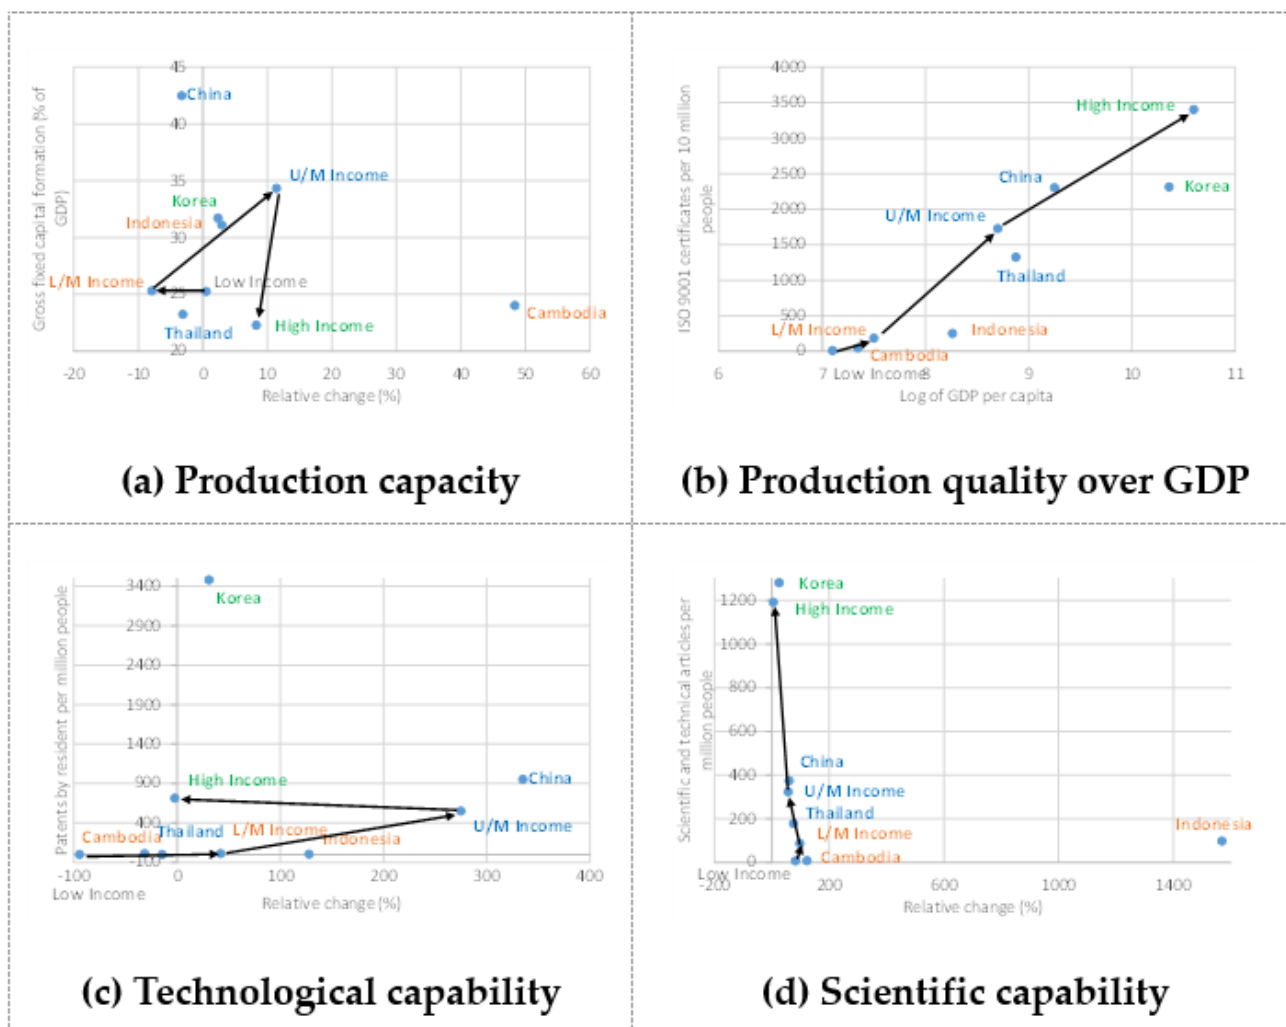 Gross fixed capital formation (% of
GDP)
45
40
35
30
25
20
China
U/M Income
Korea
Indonesia
L/M Income
Low Income
Thailand
High Income
Cambodia
-20
-10
0
10
20
30
40
50
60
Relative change (%)
(a) Production capacity
ISO 9001 certificates per 10 million
people
4000
3500
3000
2500
2000
1500
1000
500
0
High Income
China
Korea
U/M Income
Thailand
L/M Income
Indonesia
Cambodia
6
7
Low Income
8
9
10
11
Log of GDP per capita
(b) Production quality over GDP
Patents by resident per million people
3400
2900
2400
1900
1400
900
400
-100
Korea
High Income
China
Cambodia
Thailand
L/M Income
Indonesia
U/M Income
-100
0
100
200
300
400
Low Income
Relative change (%)
(c) Technological capability
Scientific and technical articles per
million people
1200
1000
800
600
400
200
0
Korea
High Income
China
U/M Income
Thailand
L/M Income
Indonesia
Cambodia
Low Income
-200
200
600
1000
1400
Relative change (%)
(d) Scientific capability